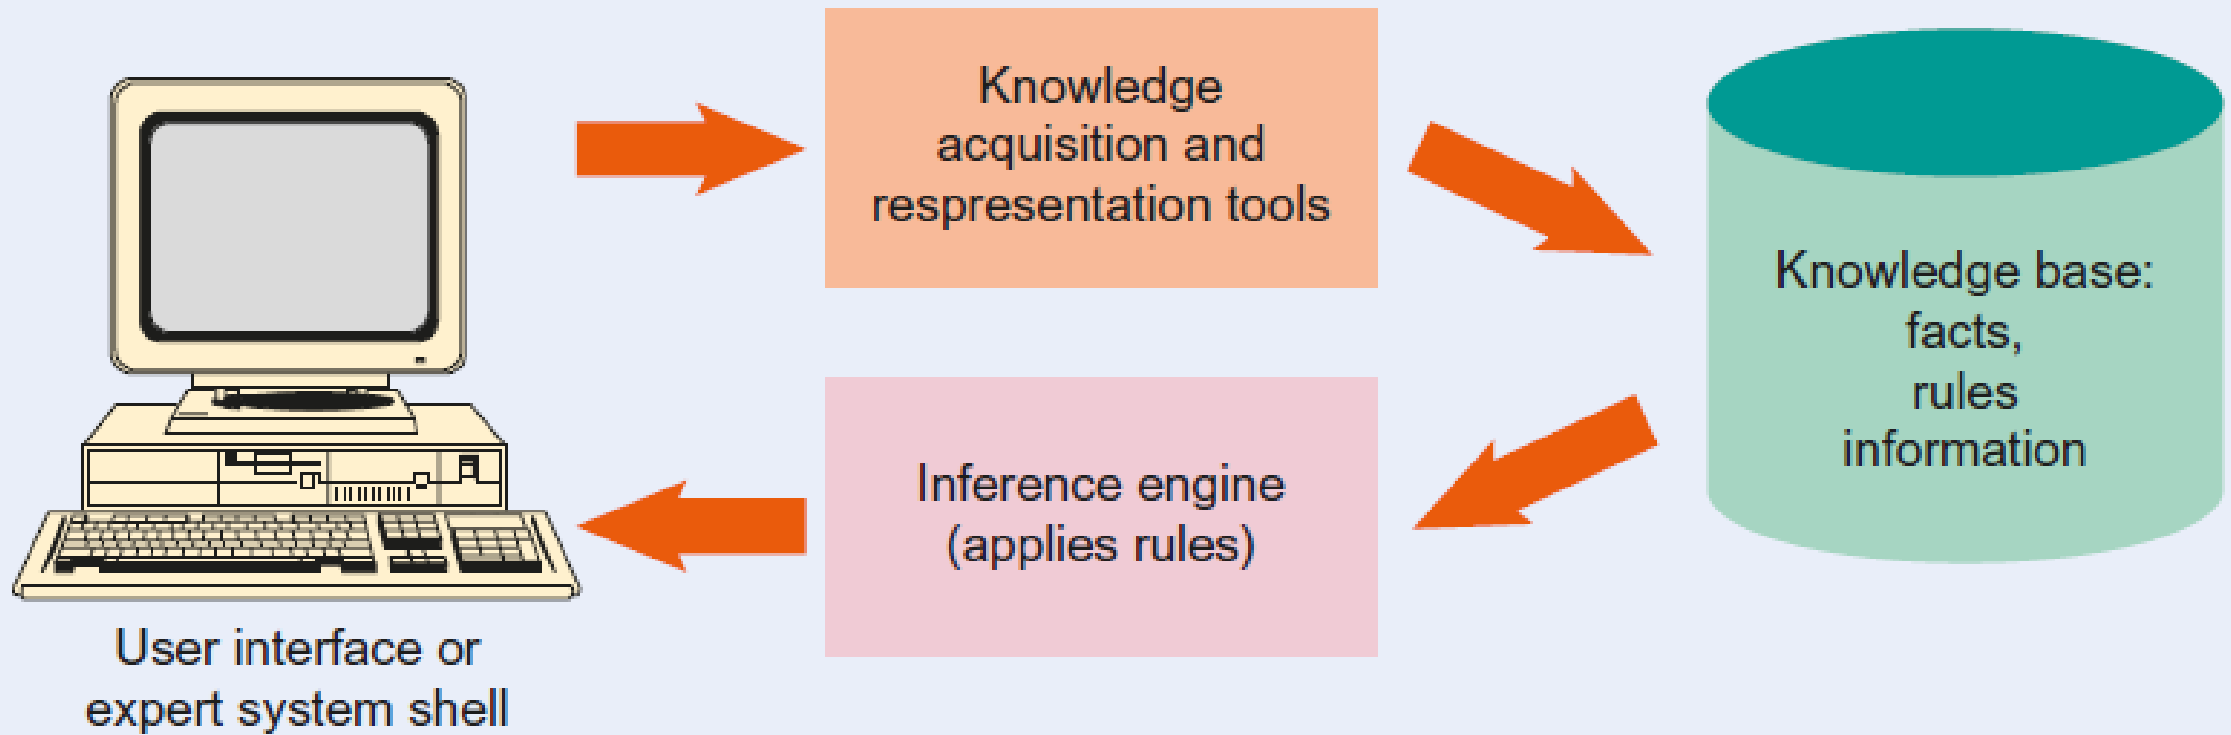 Knowledge
acquisition and
respresentation tools
Knowledge base:
facts,
rules
information
Inference engine
(applies rules)
User interface or
expert system shell